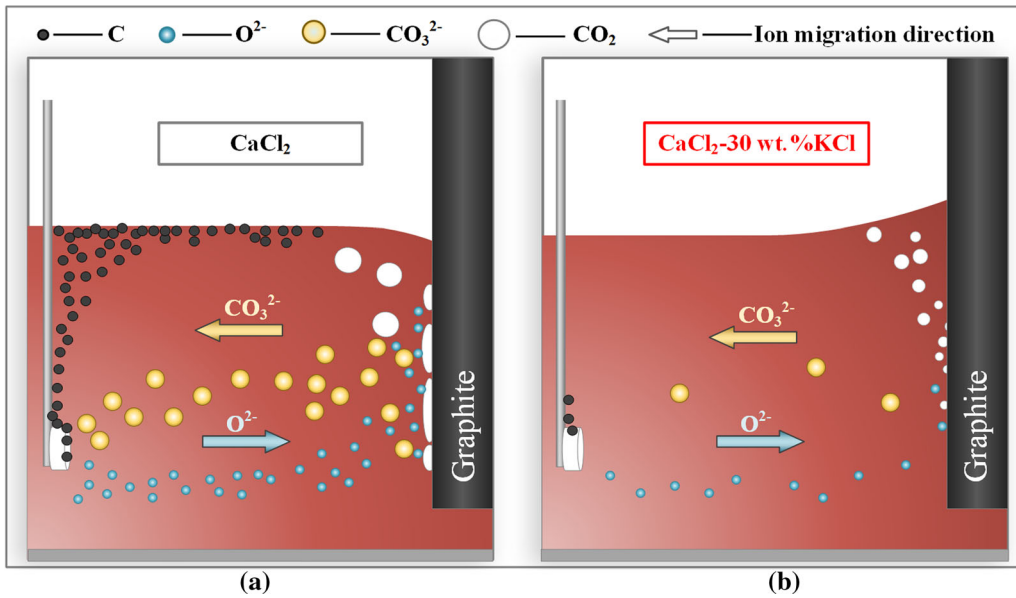 C O²⁻ CO₃²⁻ CO₂ Ion migration direction
CaCl₂
CO₃²⁻
O²⁻
Graphite
(a)
CaCl₂-30 wt.%KCl
CO₃²⁻
O²⁻
Graphite
(b)